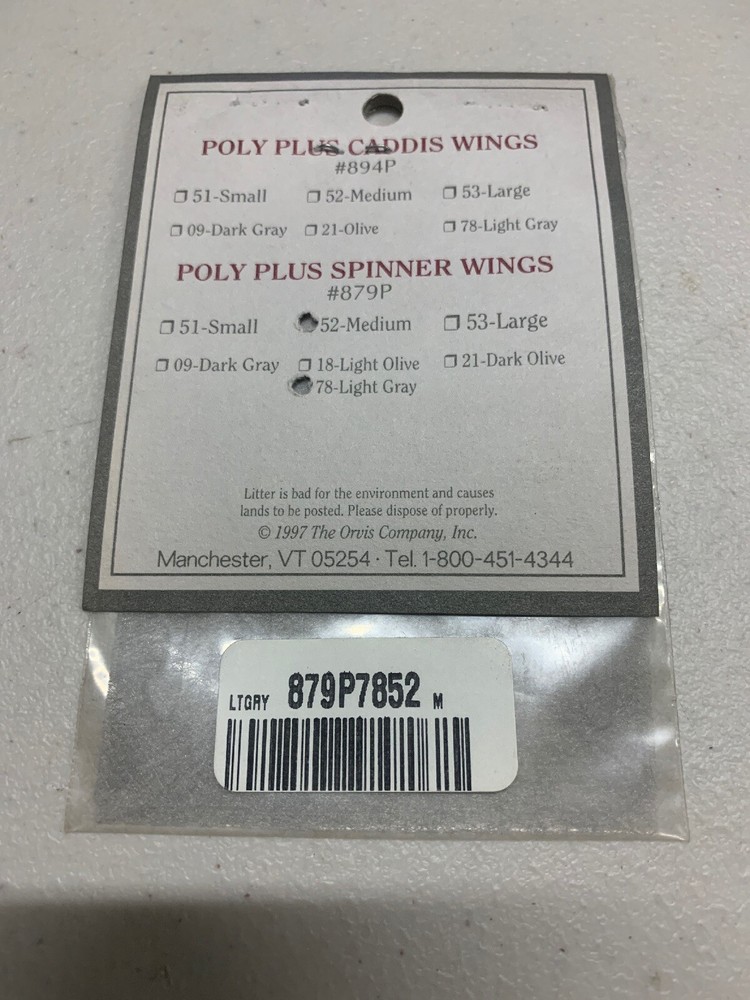 POLY PLUS CADDIS WINGS
#894P
❒ 51-Small ❒ 52-Medium ❒ 53-Large
❒ 09-Dark Gray ❒ 21-Olive ❒ 78-Light Gray
POLY PLUS SPINNER WINGS
#879P
❒ 51-Small 52-Medium ❒ 53-Large
❒ 09-Dark Gray ❒ 18-Light Olive ❒ 21-Dark Olive
78-Light Gray
Litter is bad for the environment and causes
lands to be posted. Please dispose of properly.
© 1997 The Orvis Company, Inc.
Manchester, VT 05254 · Tel. 1-800-451-4344
LTGRY 879P7852 M